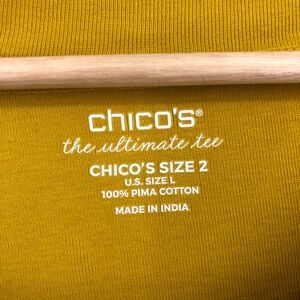 chico's®
the ultimate tee
CHICO'S SIZE 2
U.S. SIZE L
100% PIMA COTTON
MADE IN INDIA